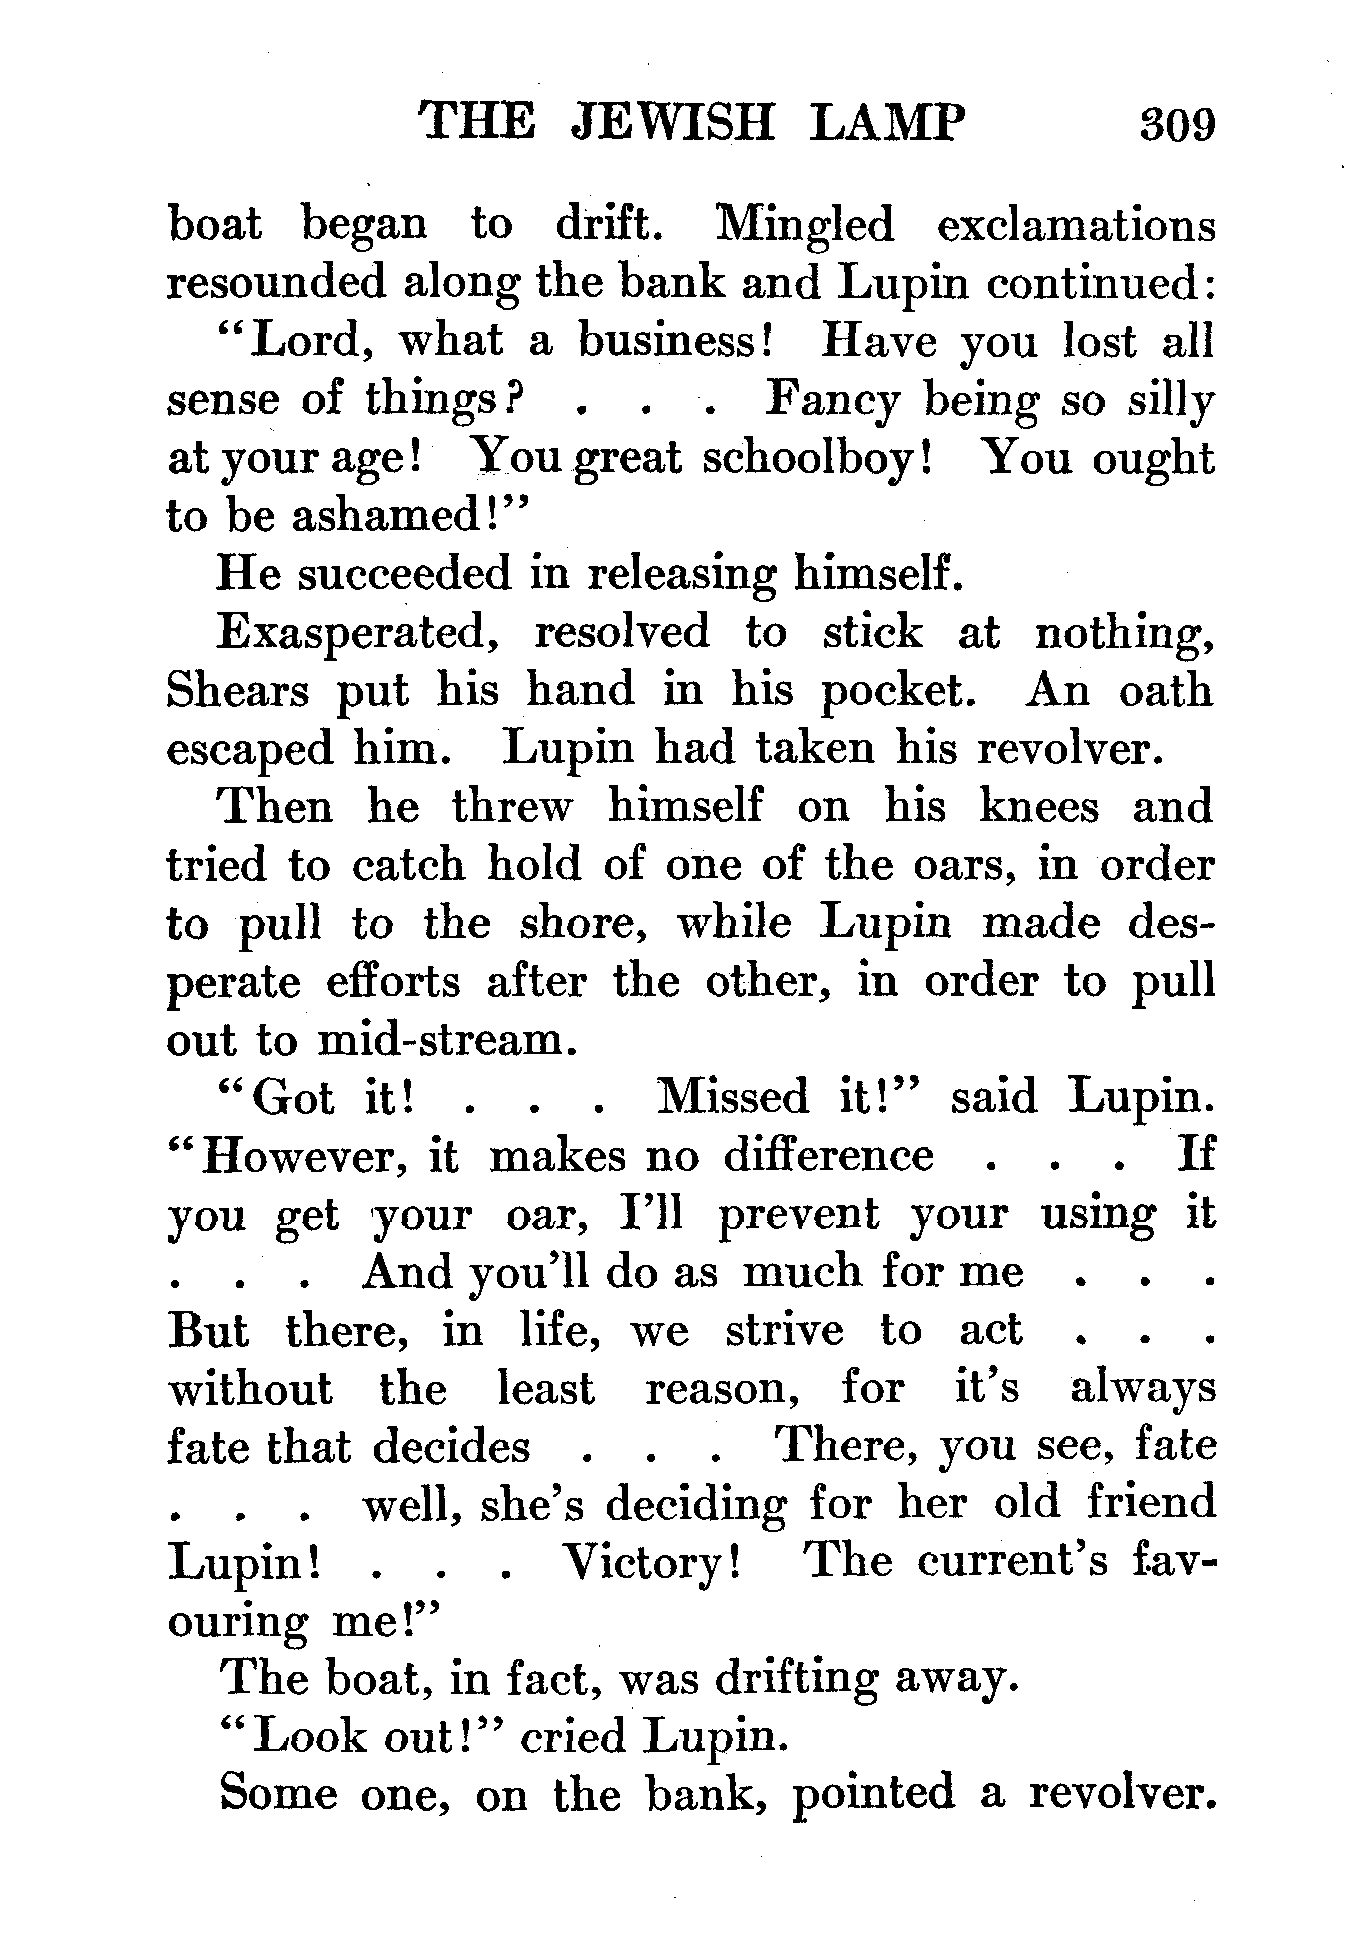 THE JEWISH LAMP 309
boat began to drift. Mingled exclamations
resounded along the bank and Lupin continued:
"Lord, what a business! Have you lost all
sense of things? . . . Fancy being so silly
at your age! You great schoolboy! You ought
to be ashamed!"
He succeeded in releasing himself.
Exasperated, resolved to stick at nothing,
Shears put his hand in his pocket. An oath
escaped him. Lupin had taken his revolver.
Then he threw himself on his knees and
tried to catch hold of one of the oars, in order
to pull to the shore, while Lupin made des-
perate efforts after the other, in order to pull
out to mid-stream.
"Got it! . . . Missed it!" said Lupin.
"However, it makes no difference . . . If
you get your oar, I'll prevent your using it
. . . And you'll do as much for me . . .
But there, in life, we strive to act . . .
without the least reason, for it's always
fate that decides . . . There, you see, fate
. . . well, she's deciding for her old friend
Lupin! . . . Victory! The current's fav-
ouring me!"
The boat, in fact, was drifting away.
"Look out!" cried Lupin.
Some one, on the bank, pointed a revolver.